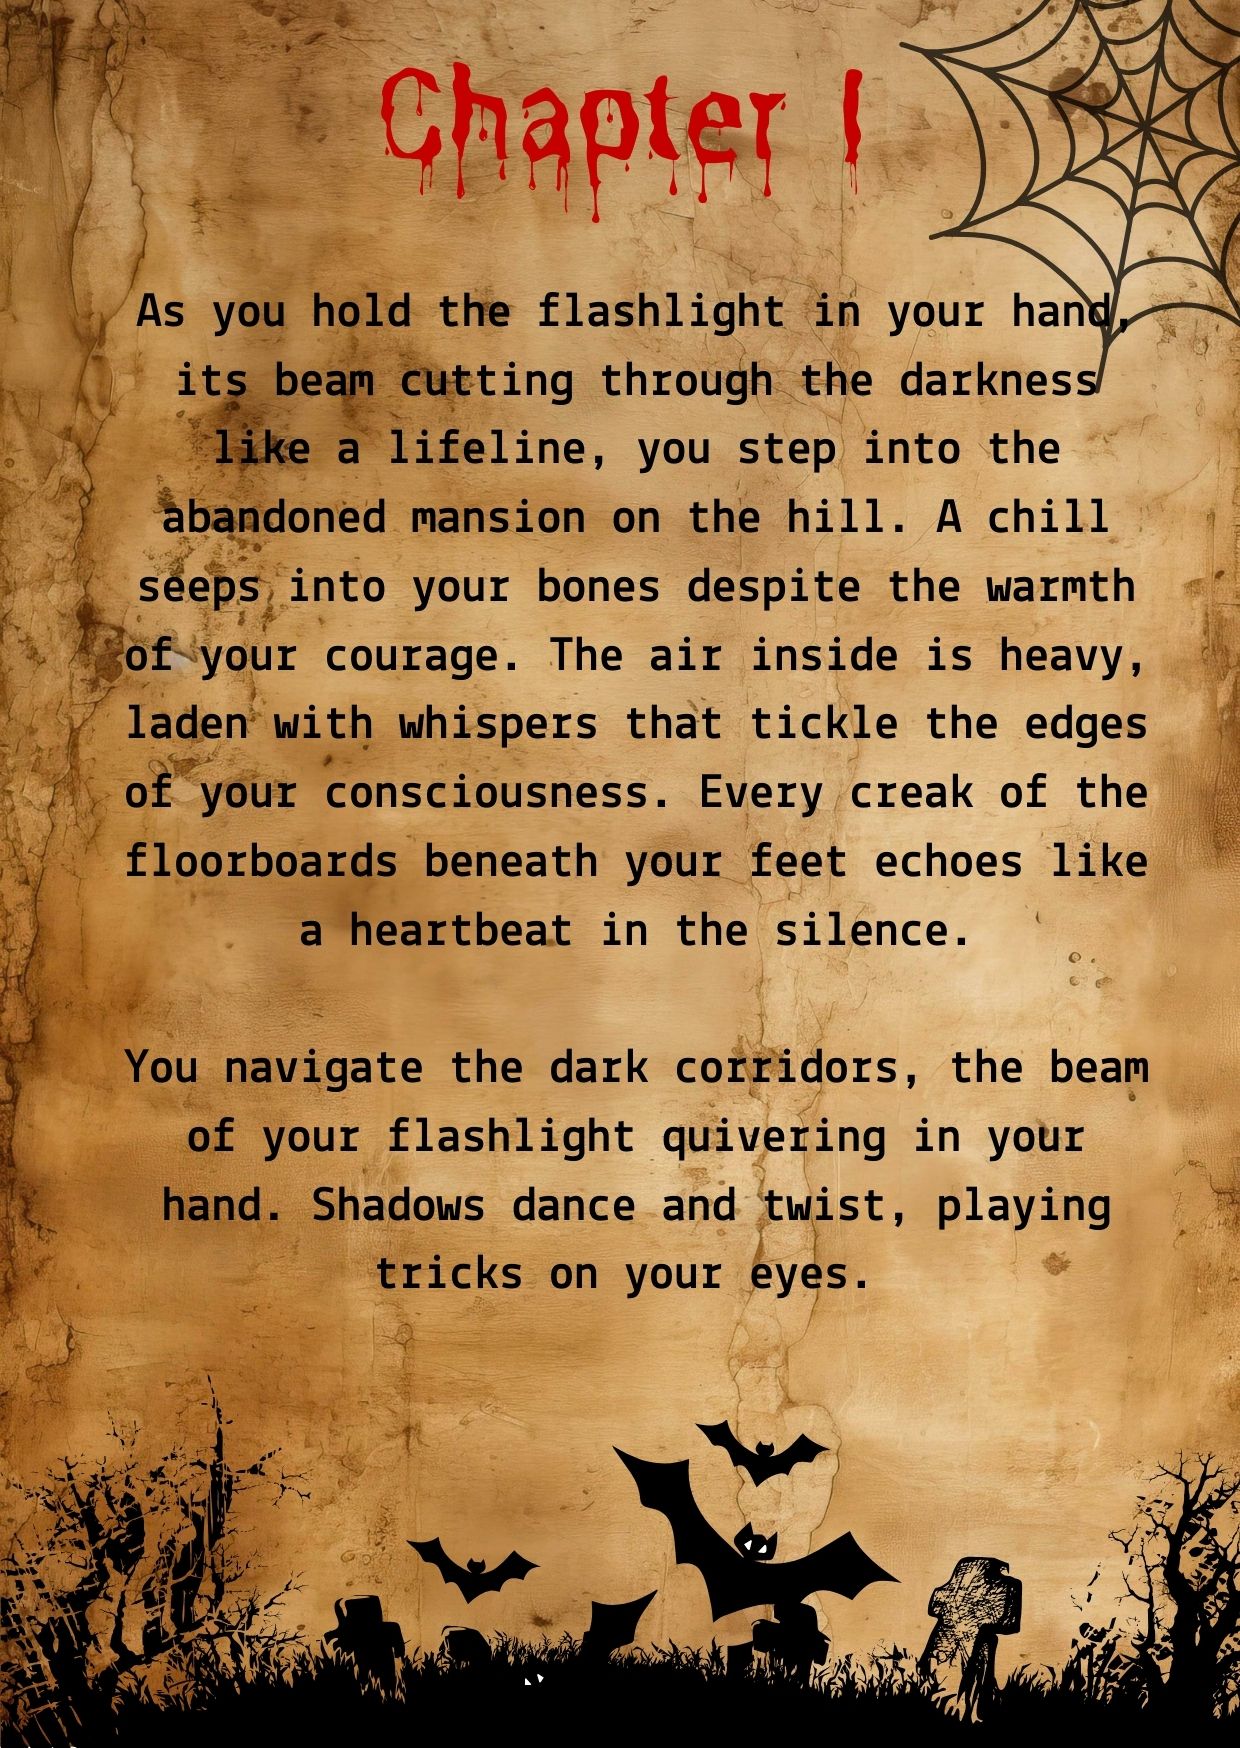 Chapter I
As you hold the flashlight in your hand,
its beam cutting through the darkness
like a lifeline, you step into the
abandoned mansion on the hill. A chill
seeps into your bones despite the warmth
of your courage. The air inside is heavy,
laden with whispers that tickle the edges
of your consciousness. Every creak of the
floorboards beneath your feet echoes like
a heartbeat in the silence.
You navigate the dark corridors, the beam
of your flashlight quivering in your
hand. Shadows dance and twist, playing
tricks on your eyes.